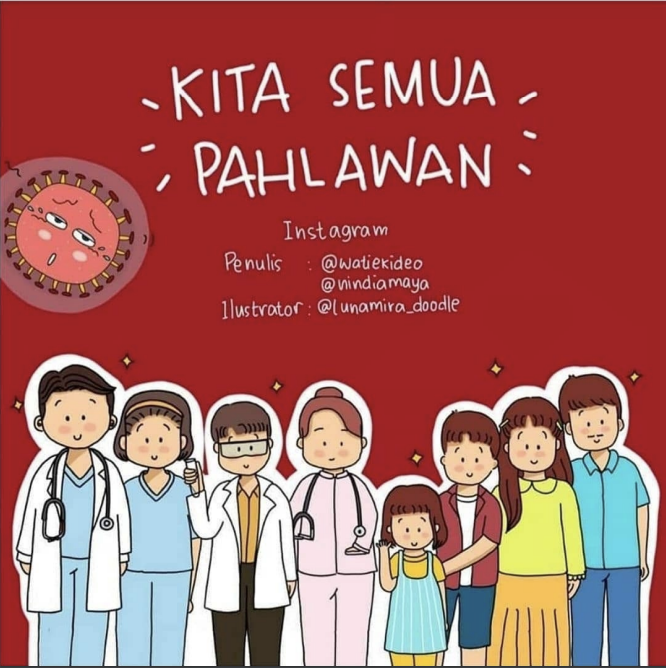 KITA SEMUA
PAHLAWAN
Instagram
Penulis : @watiekideo
@nindiamaya
Ilustrator : @lunamira_doodle